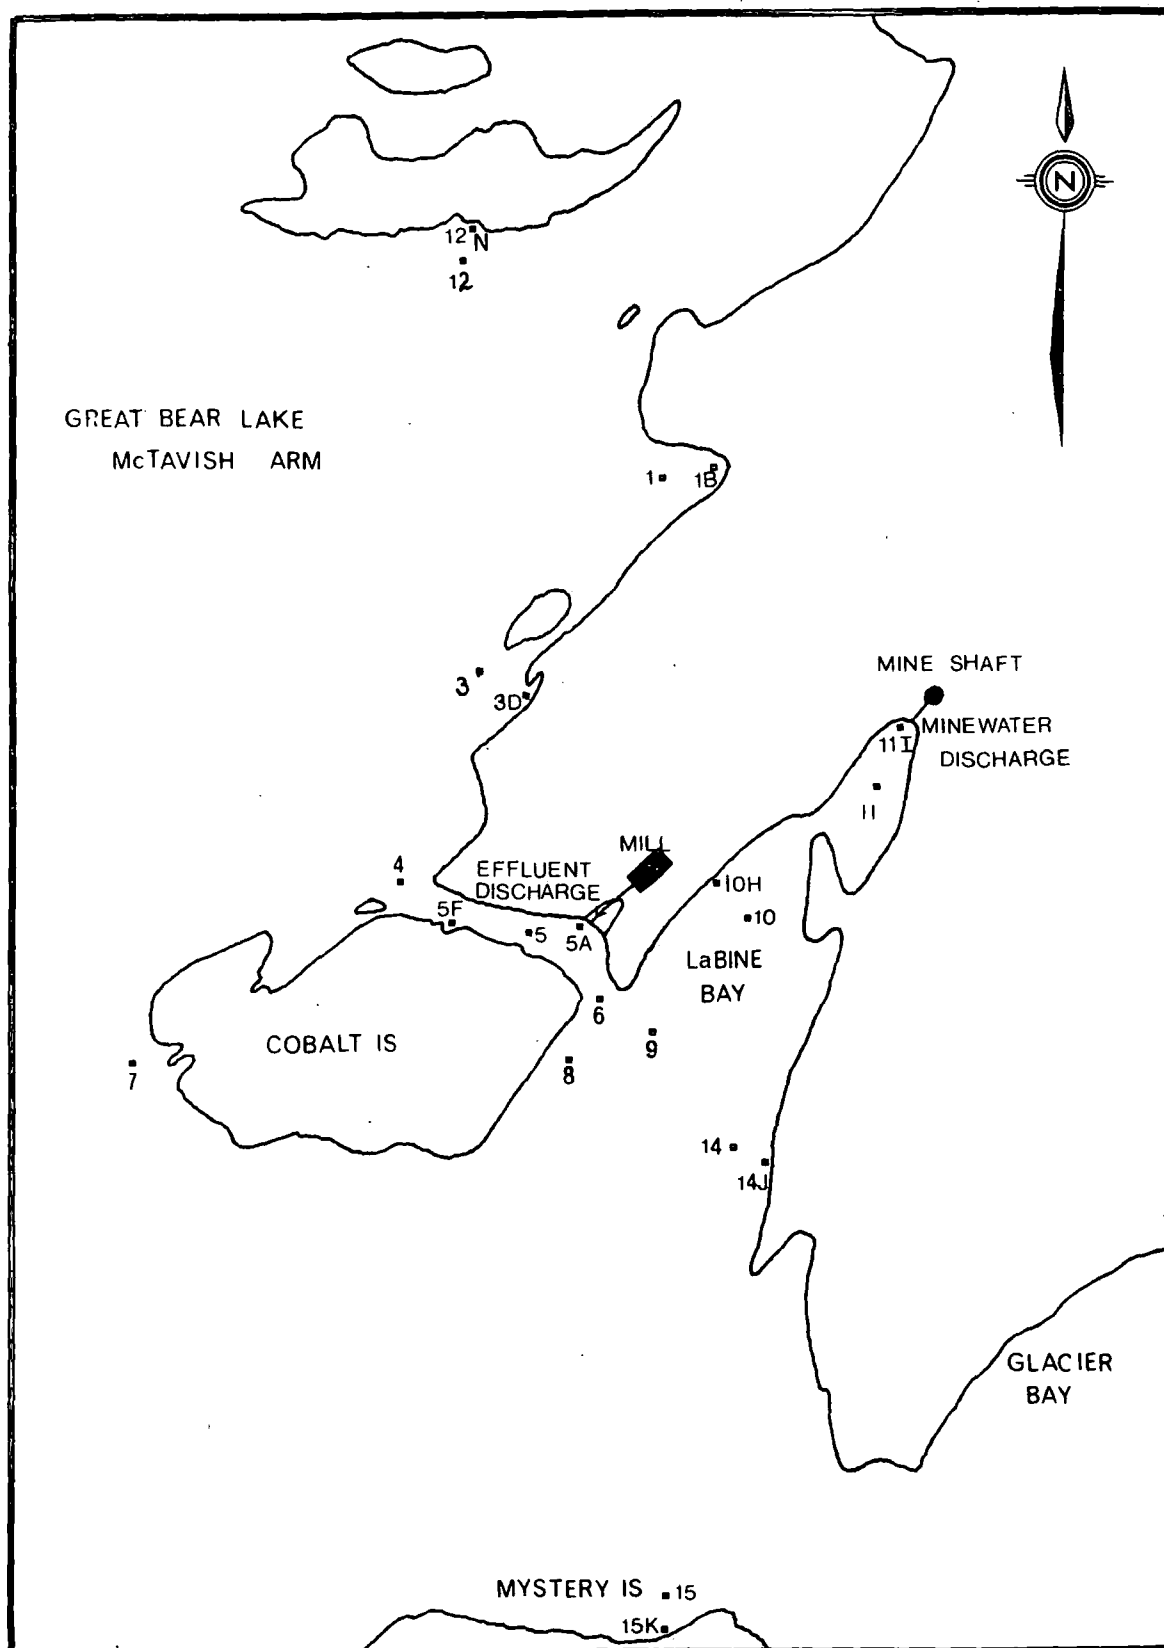 N
12 N
12
GREAT BEAR LAKE
McTAVISH ARM
1
1B
3
3D
MINE SHAFT
11I
MINEWATER
DISCHARGE
11
MILL
EFFLUENT
DISCHARGE
4
5F
5
5A
10H
10
LaBINE
BAY
6
9
8
COBALT IS
7
14
14J
GLACIER
BAY
MYSTERY IS
15
15K